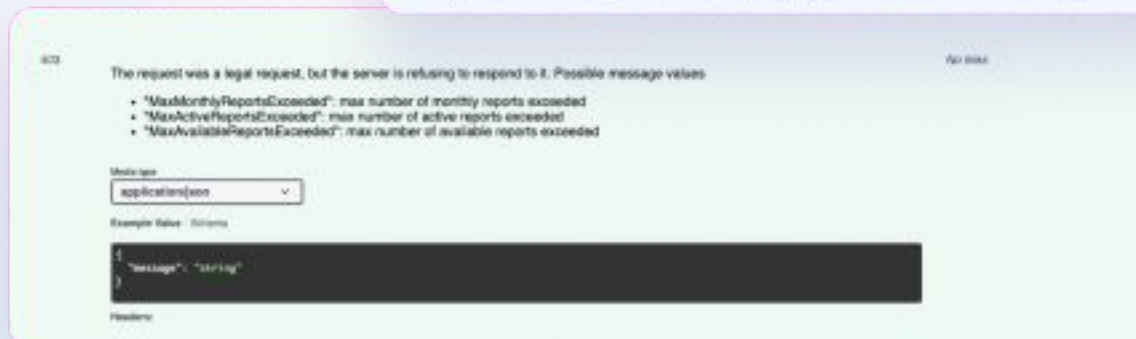 403
No links
The request was a legal request, but the server is refusing to respond to it. Possible message values
• "MaxMonthlyReportsExceeded": max number of monthly reports exceeded
• "MaxActiveReportsExceeded": max number of active reports exceeded
• "MaxAvailableReportsExceeded": max number of available reports exceeded
Media type
application/json
Example Value Schema
{
"message": "string"
}
Headers: